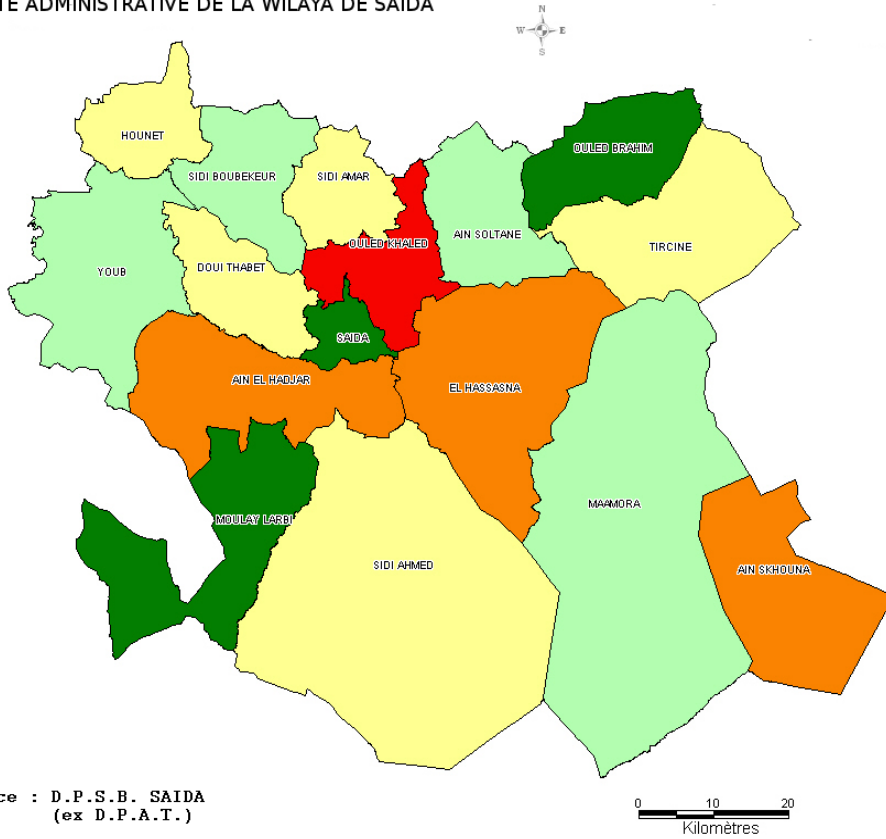 TE ADMINISTRATIVE DE LA WILAYA DE SAIDA
N
W E
S
HOUNET
OULED BRAHIM
SIDI BOUBEKEUR
SIDI AMAR
AIN SOLTANE
OULED KHALED
TIRCINE
YOUB
DOUI THABET
SAIDA
AIN EL HADJAR
EL HASSASNA
MAAMORA
MOULAY LARBI
SIDI AHMED
AIN SKHOUNA
ce : D.P.S.B. SAIDA
(ex D.P.A.T.)
0 10 20
Kilomètres